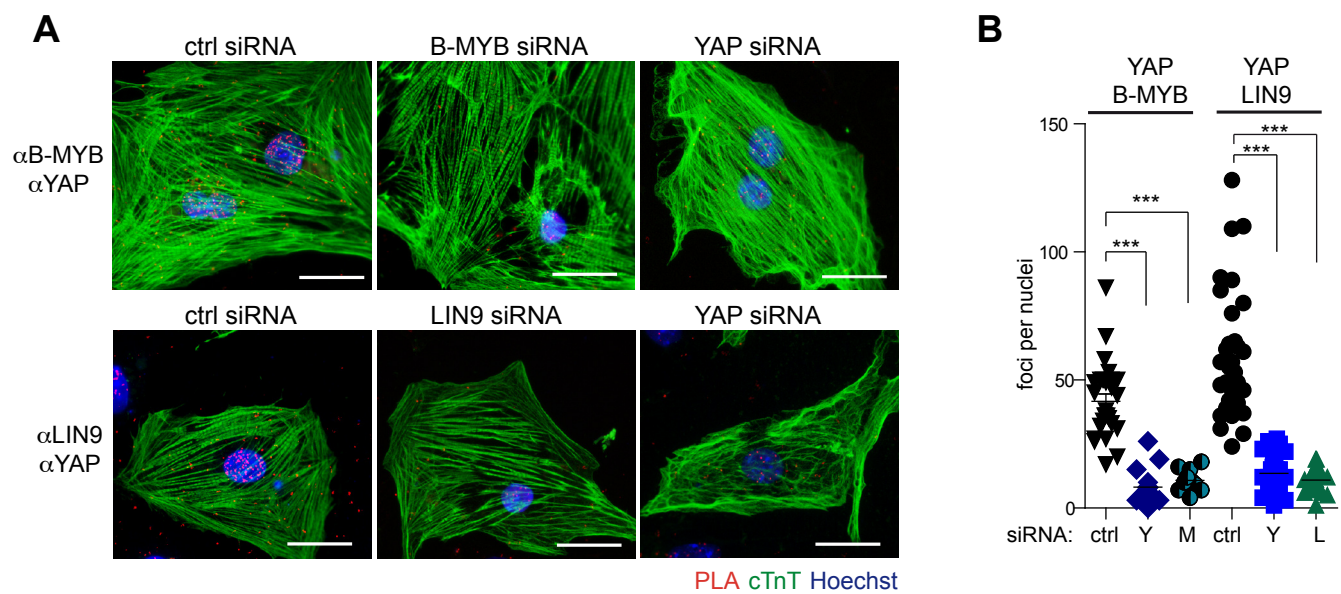 A
ctrl siRNA B-MYB siRNA YAP siRNA
αB-MYB
αYAP
ctrl siRNA LIN9 siRNA YAP siRNA
αLIN9
αYAP
PLA cTnT Hoechst
B
YAP YAP
B-MYB LIN9
150
100
50
0
foci per nuclei
***
***
***
***
siRNA: ctrl Y M ctrl Y L